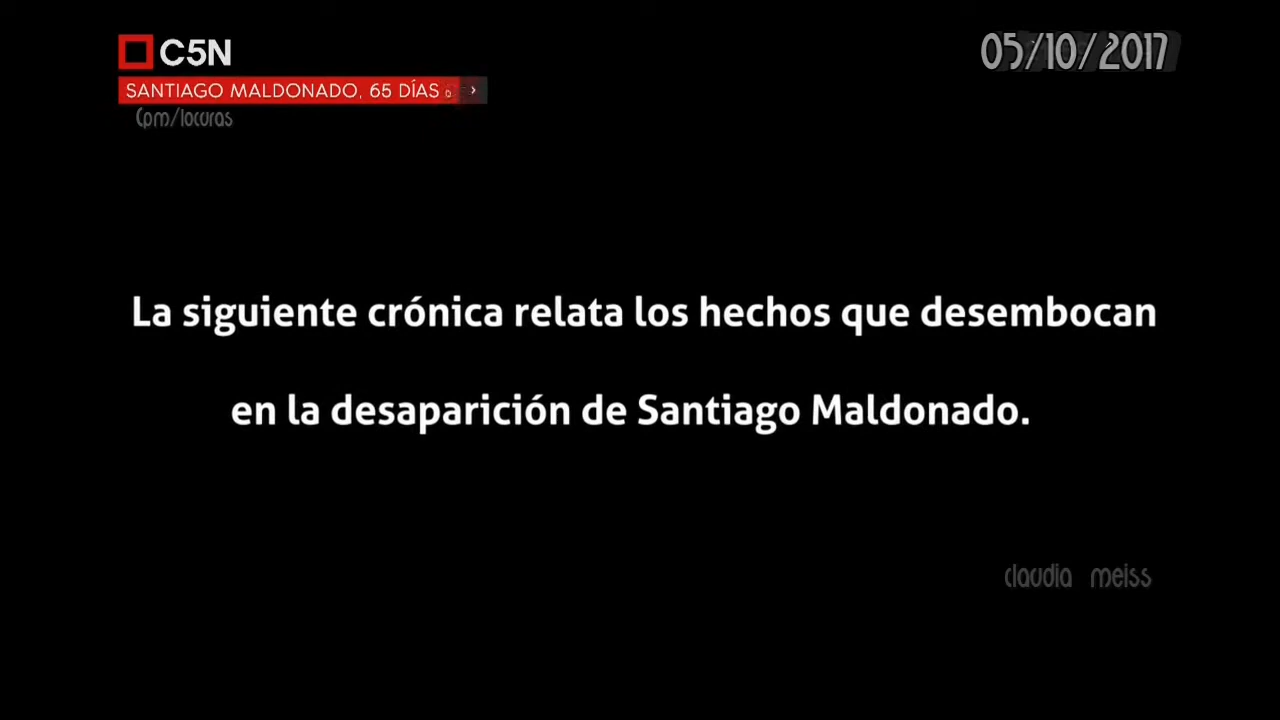 C5N
05/10/2017
SANTIAGO MALDONADO, 65 DÍAS
Cpm/locuras
La siguiente crónica relata los hechos que desembocan
en la desaparición de Santiago Maldonado.
claudia meiss